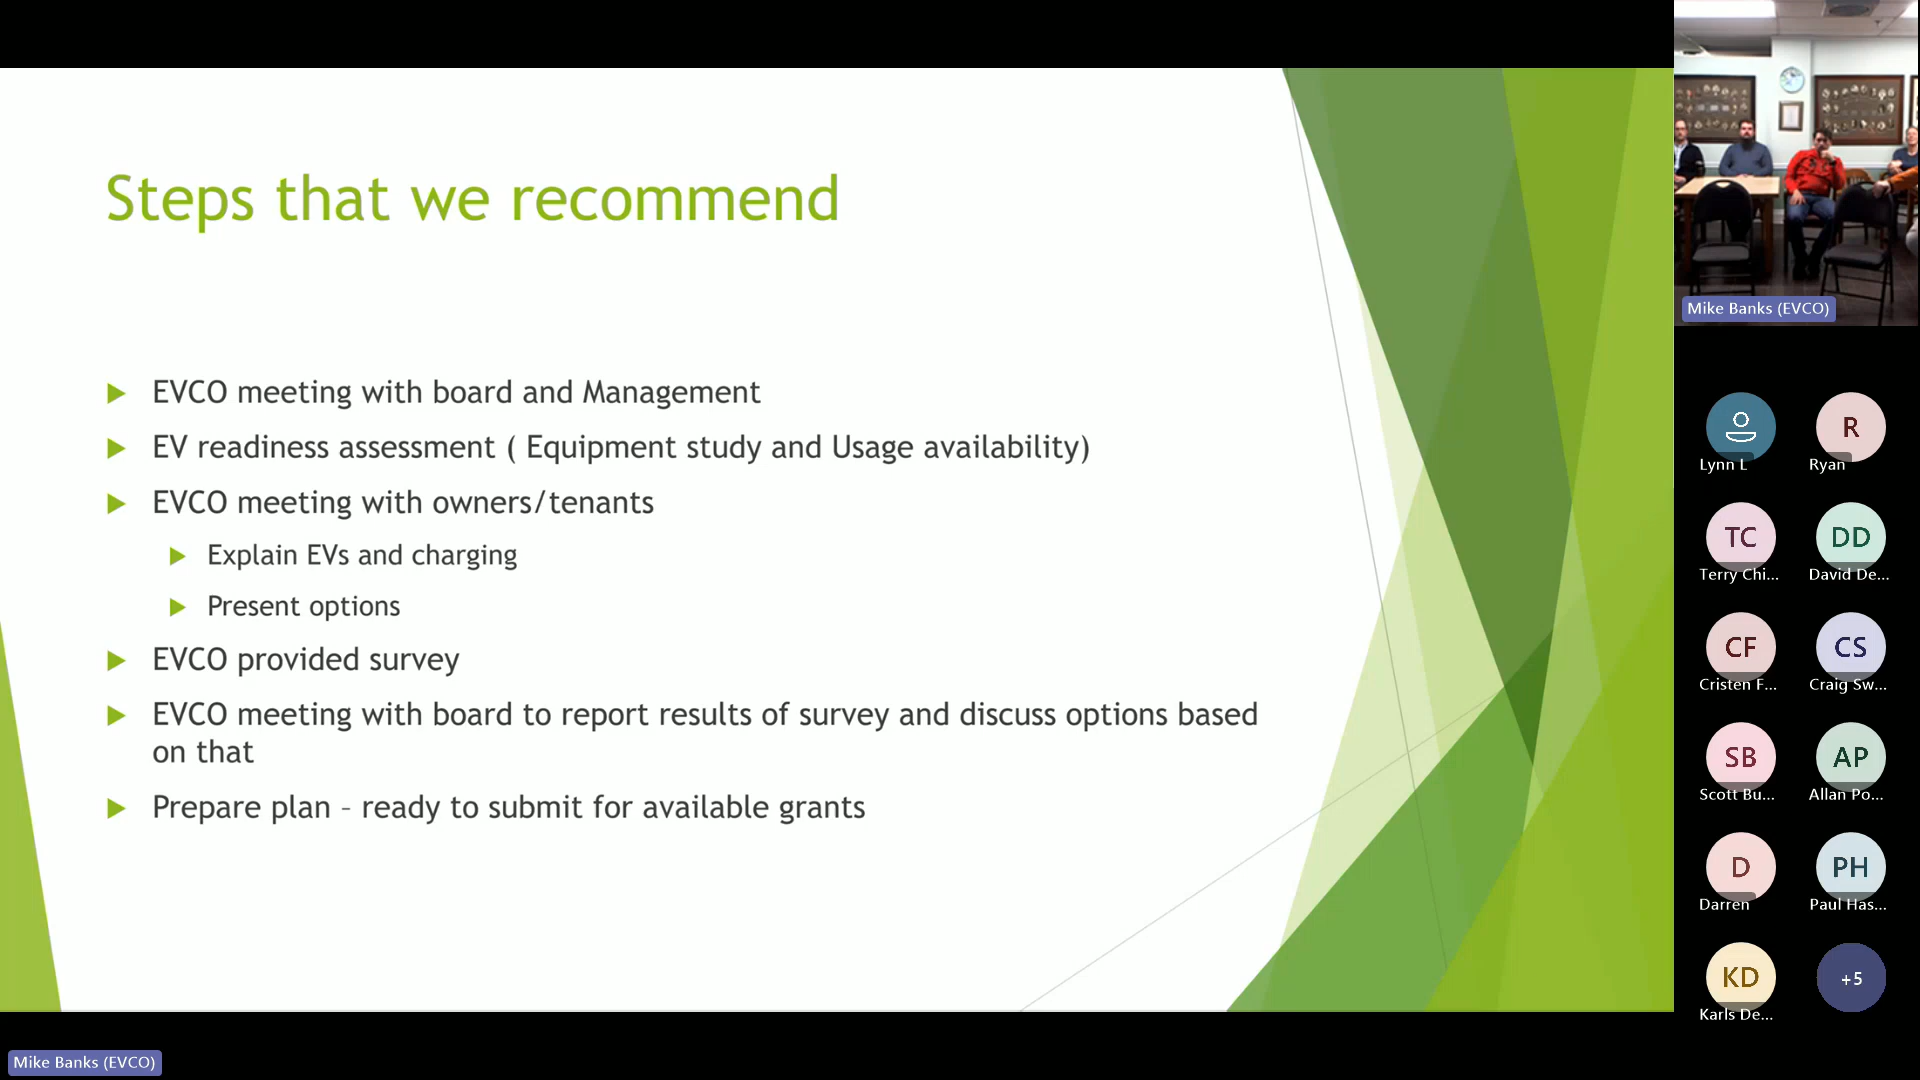 Steps that we recommend
EVCO meeting with board and Management
EV readiness assessment ( Equipment study and Usage availability)
EVCO meeting with owners/tenants
Explain EVs and charging
Present options
EVCO provided survey
EVCO meeting with board to report results of survey and discuss options based
on that
Prepare plan – ready to submit for available grants
Mike Banks (EVCO)
Lynn L
R
Ryan
TC
Terry Chi...
DD
David De...
CF
Cristen F...
CS
Craig Sw...
SB
Scott Bu...
AP
Allan Po...
D
Darren
PH
Paul Has...
KD
Karls De...
+5
Mike Banks (EVCO)